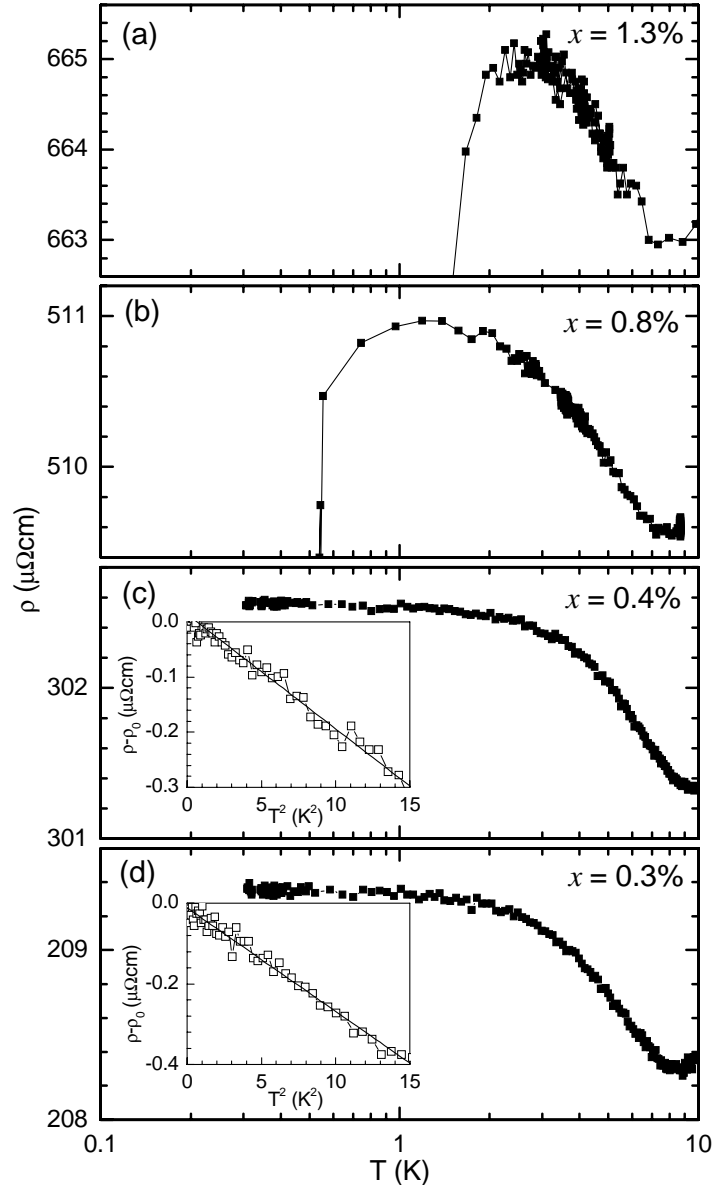 (a)
x = 1.3%
665
664
663
(b)
x = 0.8%
511
510
ρ (μΩcm)
(c)
x = 0.4%
302
301
0.0
-0.1
-0.2
-0.3
ρ-ρ0 (μΩcm)
0 5 10 15
T² (K²)
(d)
x = 0.3%
209
208
0.0
-0.2
-0.4
ρ-ρ0 (μΩcm)
0 5 10 15
T² (K²)
0.1 1 10
T (K)